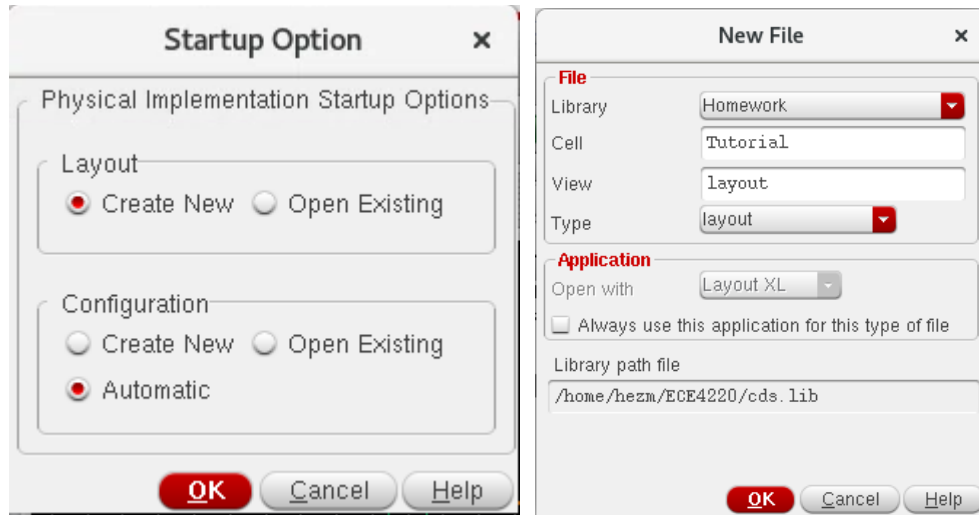 Startup Option
Physical Implementation Startup Options
Layout
Create New Open Existing
Configuration
Create New Open Existing
Automatic
OK Cancel Help
New File
File
Library Homework
Cell Tutorial
View layout
Type layout
Application
Open with Layout XL
Always use this application for this type of file
Library path file
/home/hezm/ECE4220/cds.lib
OK Cancel Help